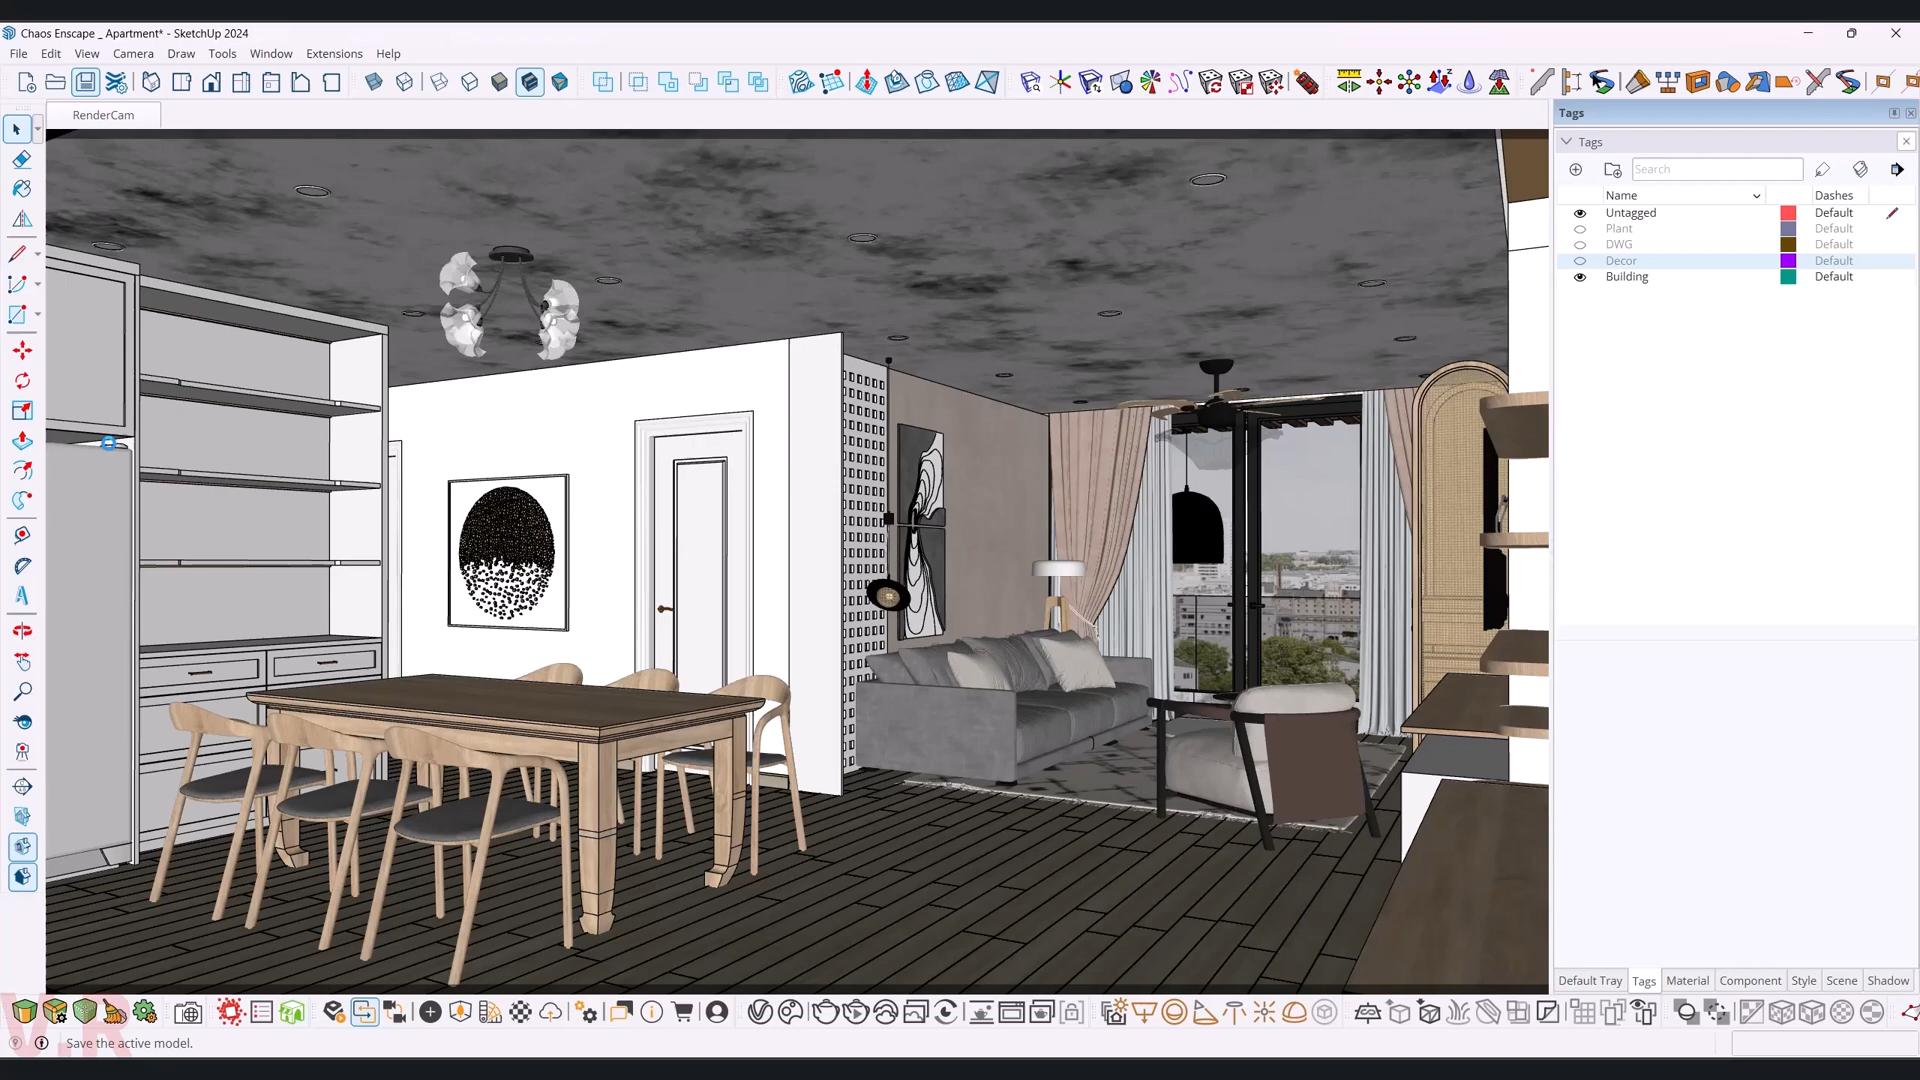 Chaos Enscape _ Apartment* - SketchUp 2024
File Edit View Camera Draw Tools Window Extensions Help
RenderCam
Tags
Tags
Search
Name Dashes
Untagged Default
Plant Default
DWG Default
Decor Default
Building Default
Default Tray Tags Material Component Style Scene Shadow
V.R
Save the active model.